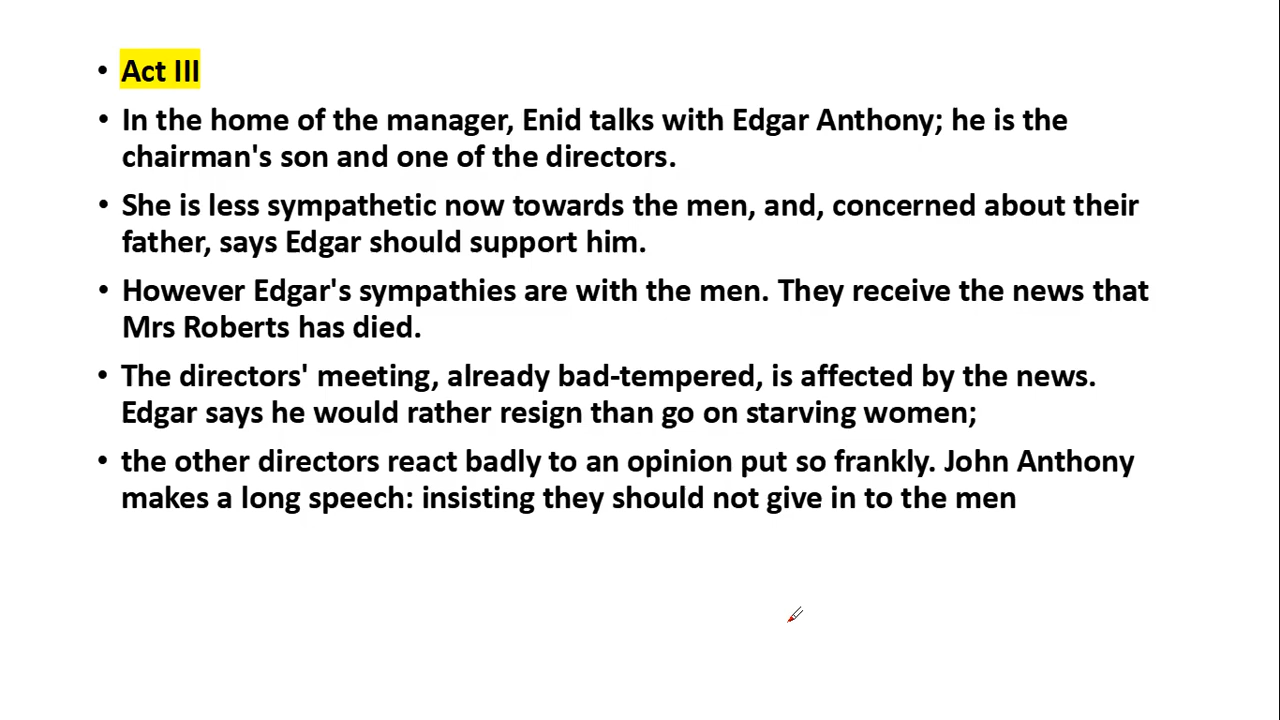 • Act III
• In the home of the manager, Enid talks with Edgar Anthony; he is the
chairman's son and one of the directors.
• She is less sympathetic now towards the men, and, concerned about their
father, says Edgar should support him.
• However Edgar's sympathies are with the men. They receive the news that
Mrs Roberts has died.
• The directors' meeting, already bad-tempered, is affected by the news.
Edgar says he would rather resign than go on starving women;
• the other directors react badly to an opinion put so frankly. John Anthony
makes a long speech: insisting they should not give in to the men